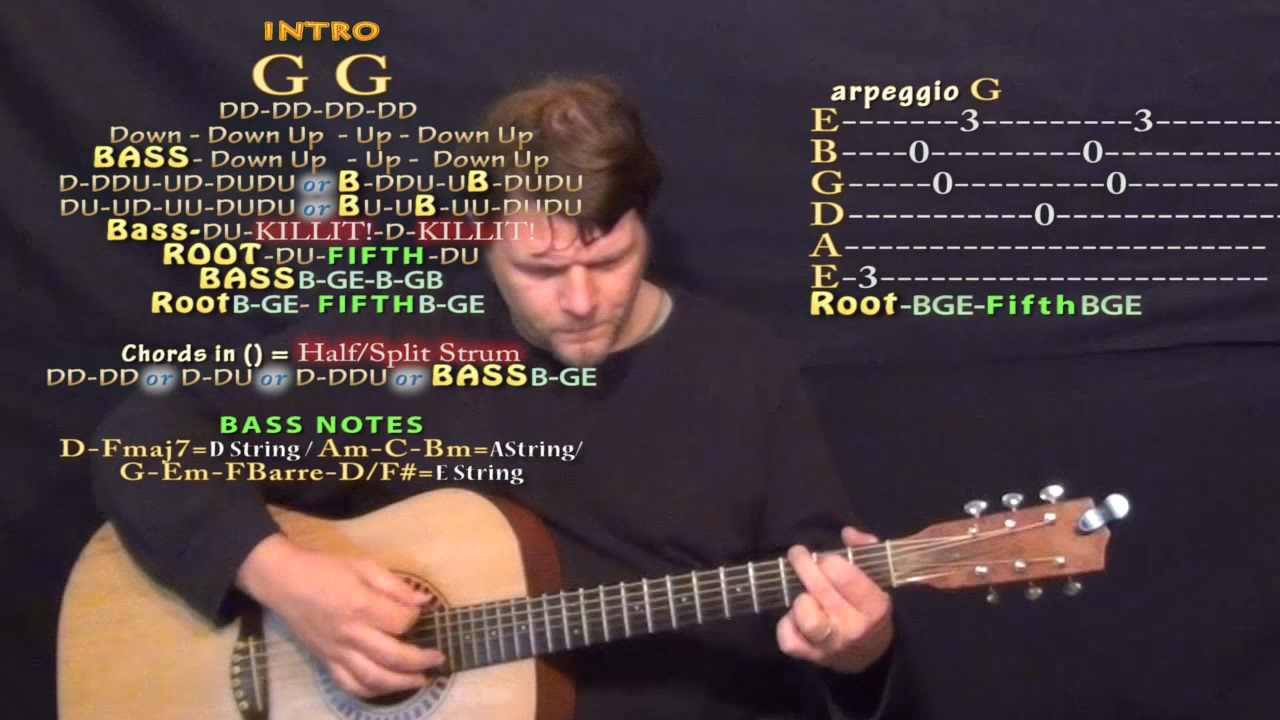 INTRO
G G
DD-DD-DD-DD
Down - Down Up - Up - Down Up
BASS - Down Up - Up - Down Up
D-DDU-UD-DUDU or B-DDU-UB-DUDU
DU-UD-UU-DUDU or BU-UB-UU-DUDU
Bass-DU-KILLIT!-D-KILLIT!
ROOT-DU-FIFTH-DU
BASSB-GE-B-GB
RootB-GE- FIFTHB-GE
Chords in () = Half/Split Strum
DD-DD or D-DU or D-DDU or BASSB-GE
BASS NOTES
D-Fmaj7=D String / Am-C-Bm=AString/
G-Em-FBarre-D/F#=E String
arpeggio G
E-------3---------3-------
B----0---------0-----------
G-----0---------0---------
D-----------0-------------
A-------------------------
E-3-----------------------
Root-BGE-Fifth BGE